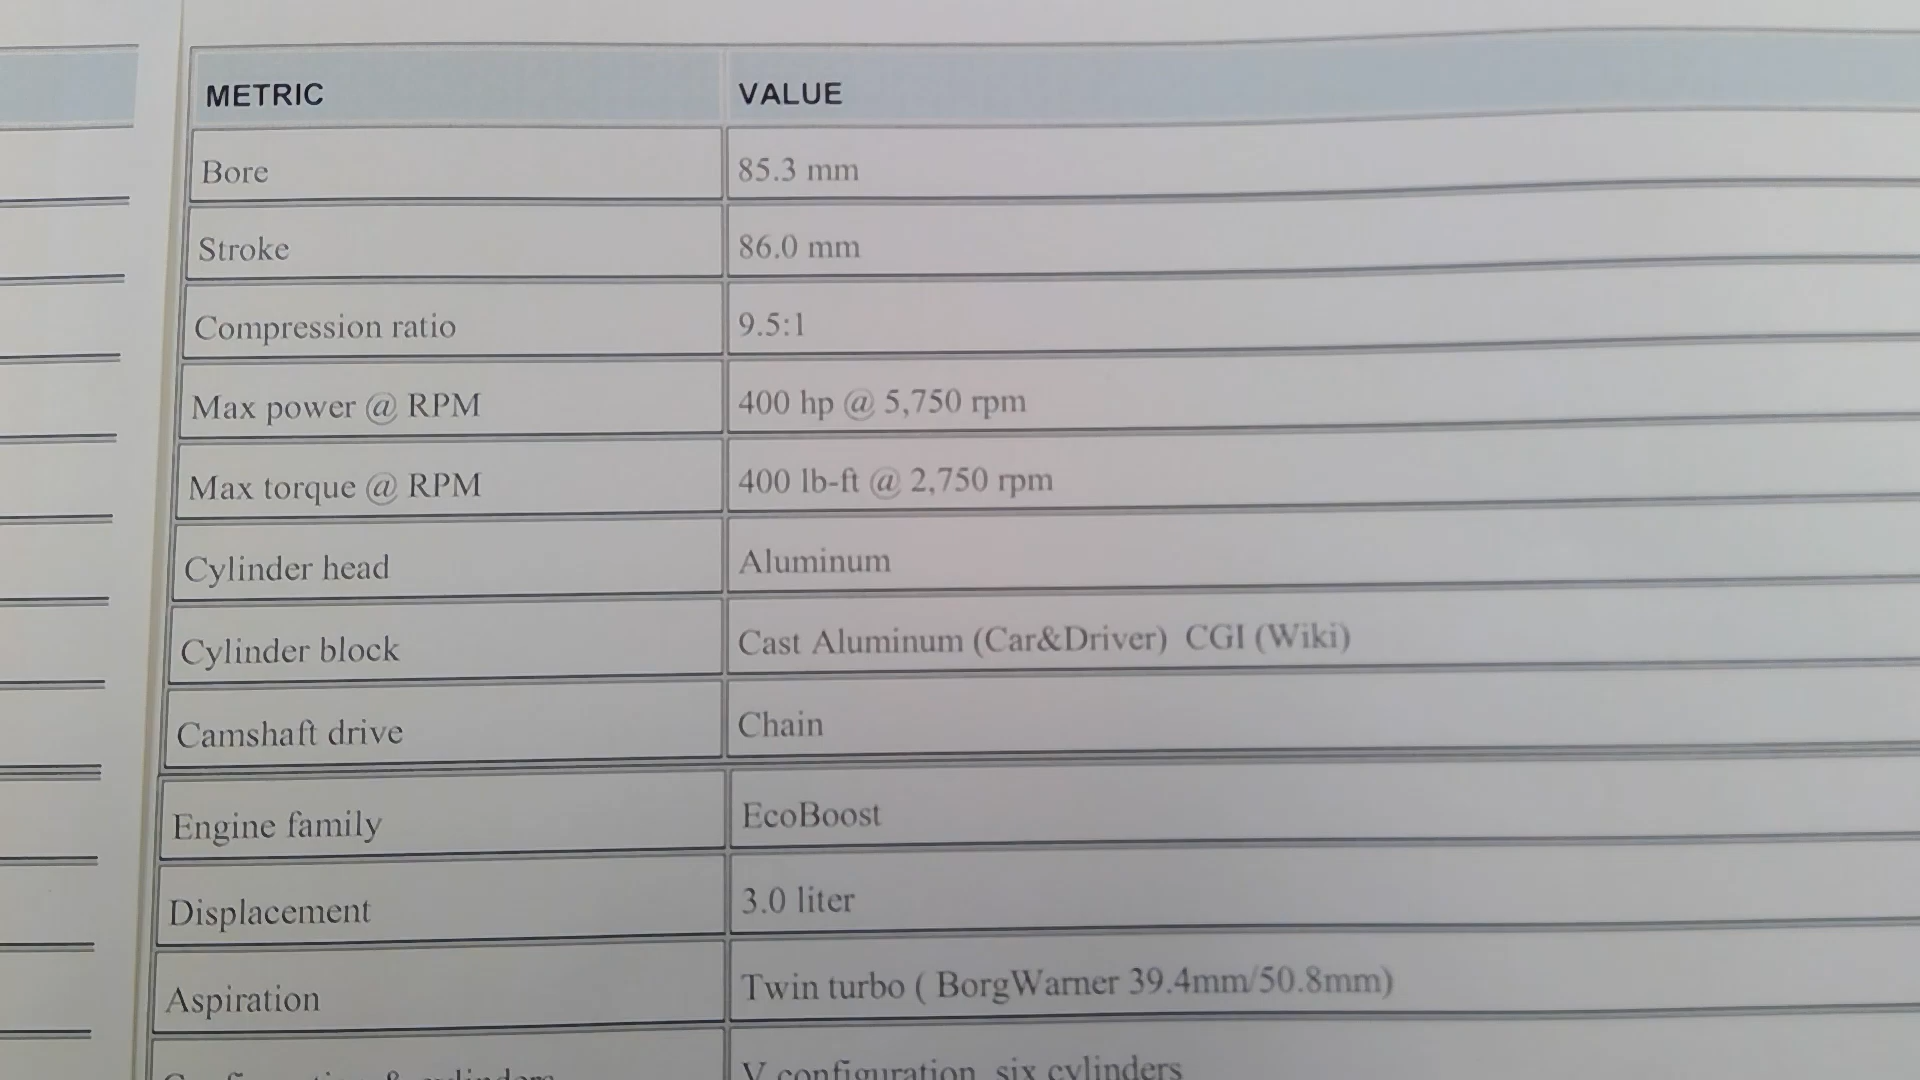 METRIC VALUE
Bore 85.3 mm
Stroke 86.0 mm
Compression ratio 9.5:1
Max power @ RPM 400 hp @ 5,750 rpm
Max torque @ RPM 400 lb-ft @ 2,750 rpm
Cylinder head Aluminum
Cylinder block Cast Aluminum (Car&Driver) CGI (Wiki)
Camshaft drive Chain
Engine family EcoBoost
Displacement 3.0 liter
Aspiration Twin turbo ( BorgWarner 39.4mm/50.8mm)
V configuration six cylinders